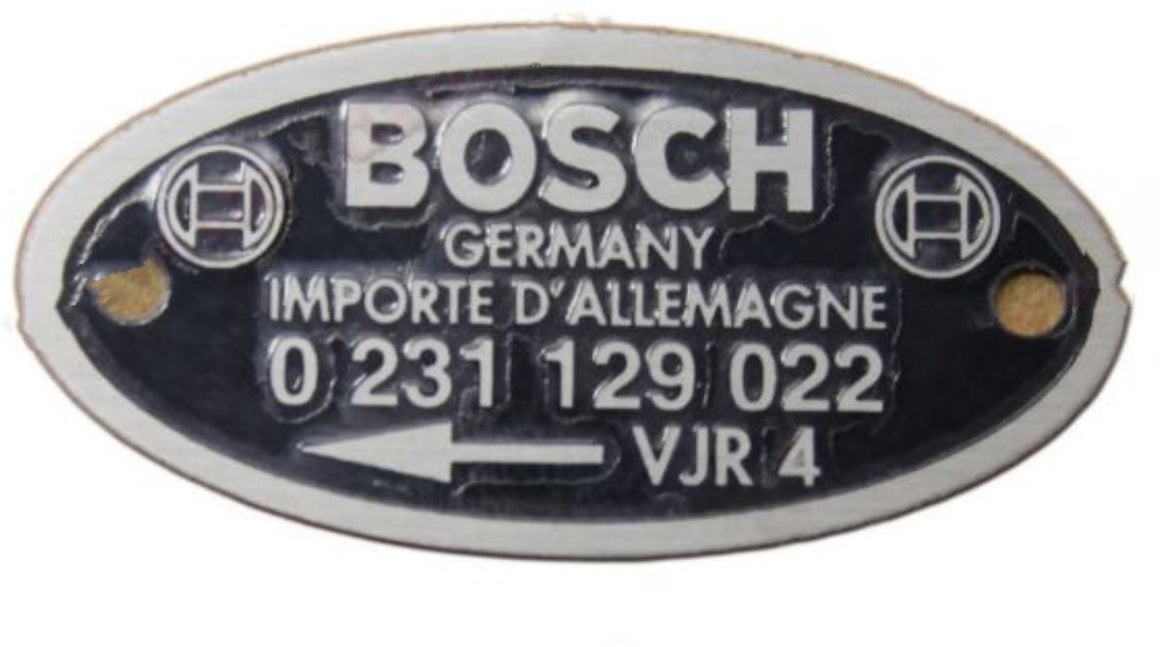 BOSCH
GERMANY
IMPORTE D'ALLEMAGNE
0 231 129 022
VJR 4